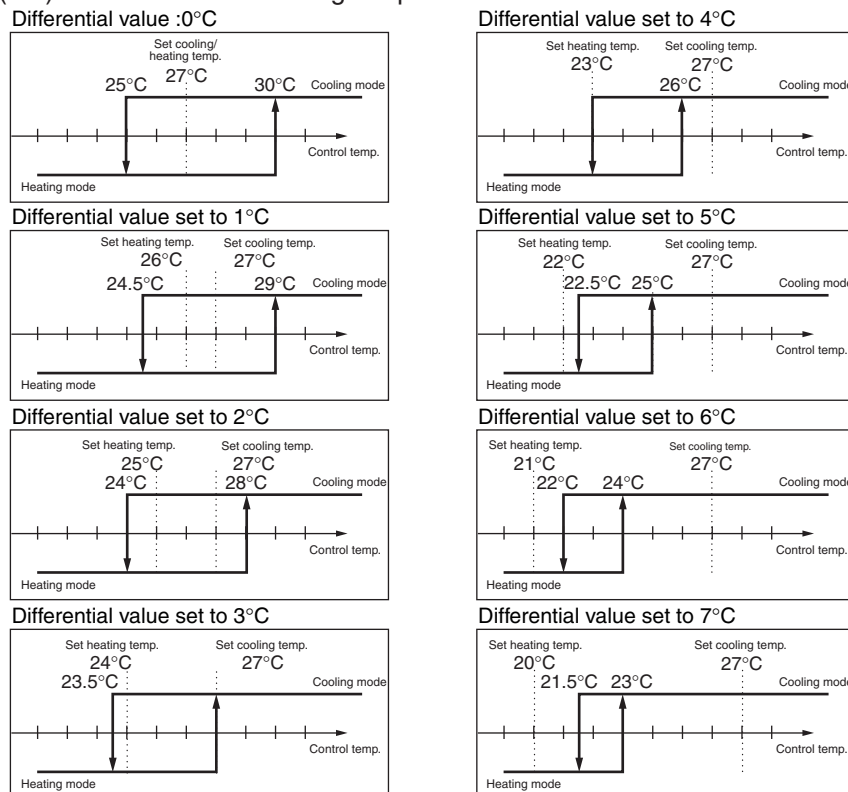 Differential value :0°C
Set cooling/
heating temp.
27°C
25°C
30°C
Cooling mode
Control temp.
Heating mode
Differential value set to 1°C
Set heating temp.
Set cooling temp.
26°C
27°C
24.5°C
29°C
Cooling mode
Control temp.
Heating mode
Differential value set to 2°C
Set heating temp.
Set cooling temp.
25°C
27°C
24°C
28°C
Cooling mode
Control temp.
Heating mode
Differential value set to 3°C
Set heating temp.
Set cooling temp.
24°C
27°C
23.5°C
Cooling mode
Control temp.
Heating mode
Differential value set to 4°C
Set heating temp.
Set cooling temp.
23°C
27°C
26°C
Cooling mode
Control temp.
Heating mode
Differential value set to 5°C
Set heating temp.
Set cooling temp.
22°C
27°C
22.5°C
25°C
Cooling mode
Control temp.
Heating mode
Differential value set to 6°C
Set heating temp.
Set cooling temp.
21°C
27°C
22°C
24°C
Cooling mode
Control temp.
Heating mode
Differential value set to 7°C
Set heating temp.
Set cooling temp.
20°C
27°C
21.5°C
23°C
Cooling mode
Control temp.
Heating mode